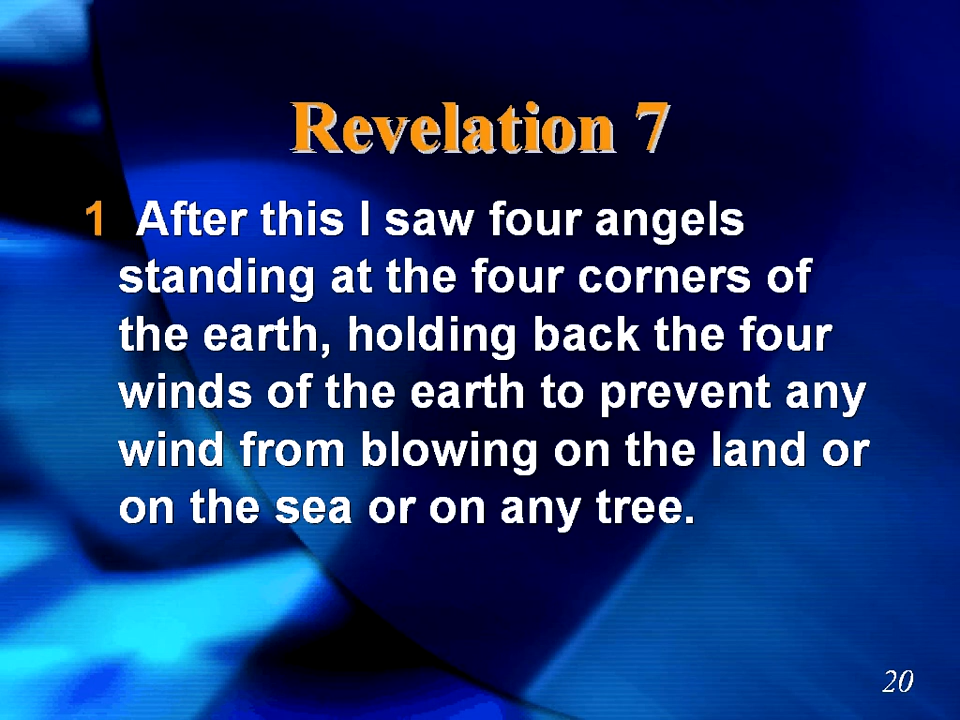 Revelation 7
1 After this I saw four angels
standing at the four corners of
the earth, holding back the four
winds of the earth to prevent any
wind from blowing on the land or
on the sea or on any tree.
20